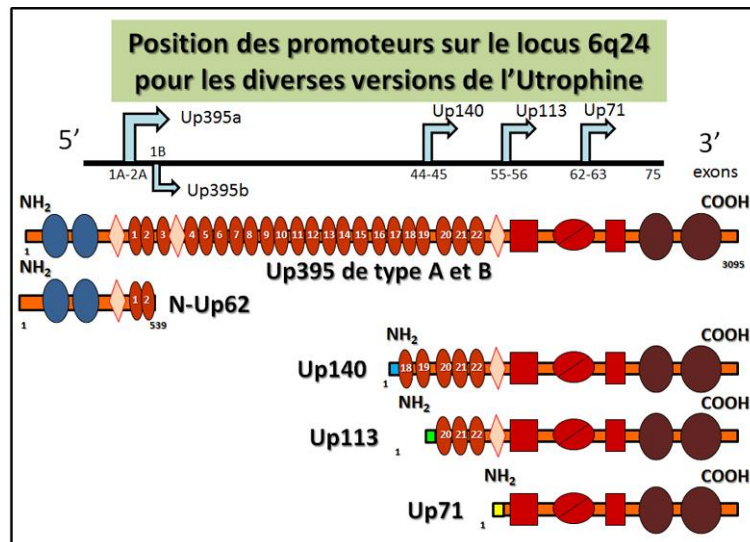 Position des promoteurs sur le locus 6q24
pour les diverses versions de l'Utrophine
5' Up395a Up140 Up113 Up71 3'
1B
1A-2A 44-45 55-56 62-63 75 exons
Up395b
NH2 COOH
1 2 3 4 5 6 7 8 9 10 11 12 13 14 15 16 17 18 19 20 21 22
1 Up395 de type A et B 3095
NH2
1 2
N-Up62
1 539
NH2 COOH
18 19 20 21 22
Up140
1
NH2 COOH
20 21 22
Up113
1
NH2 COOH
Up71
1